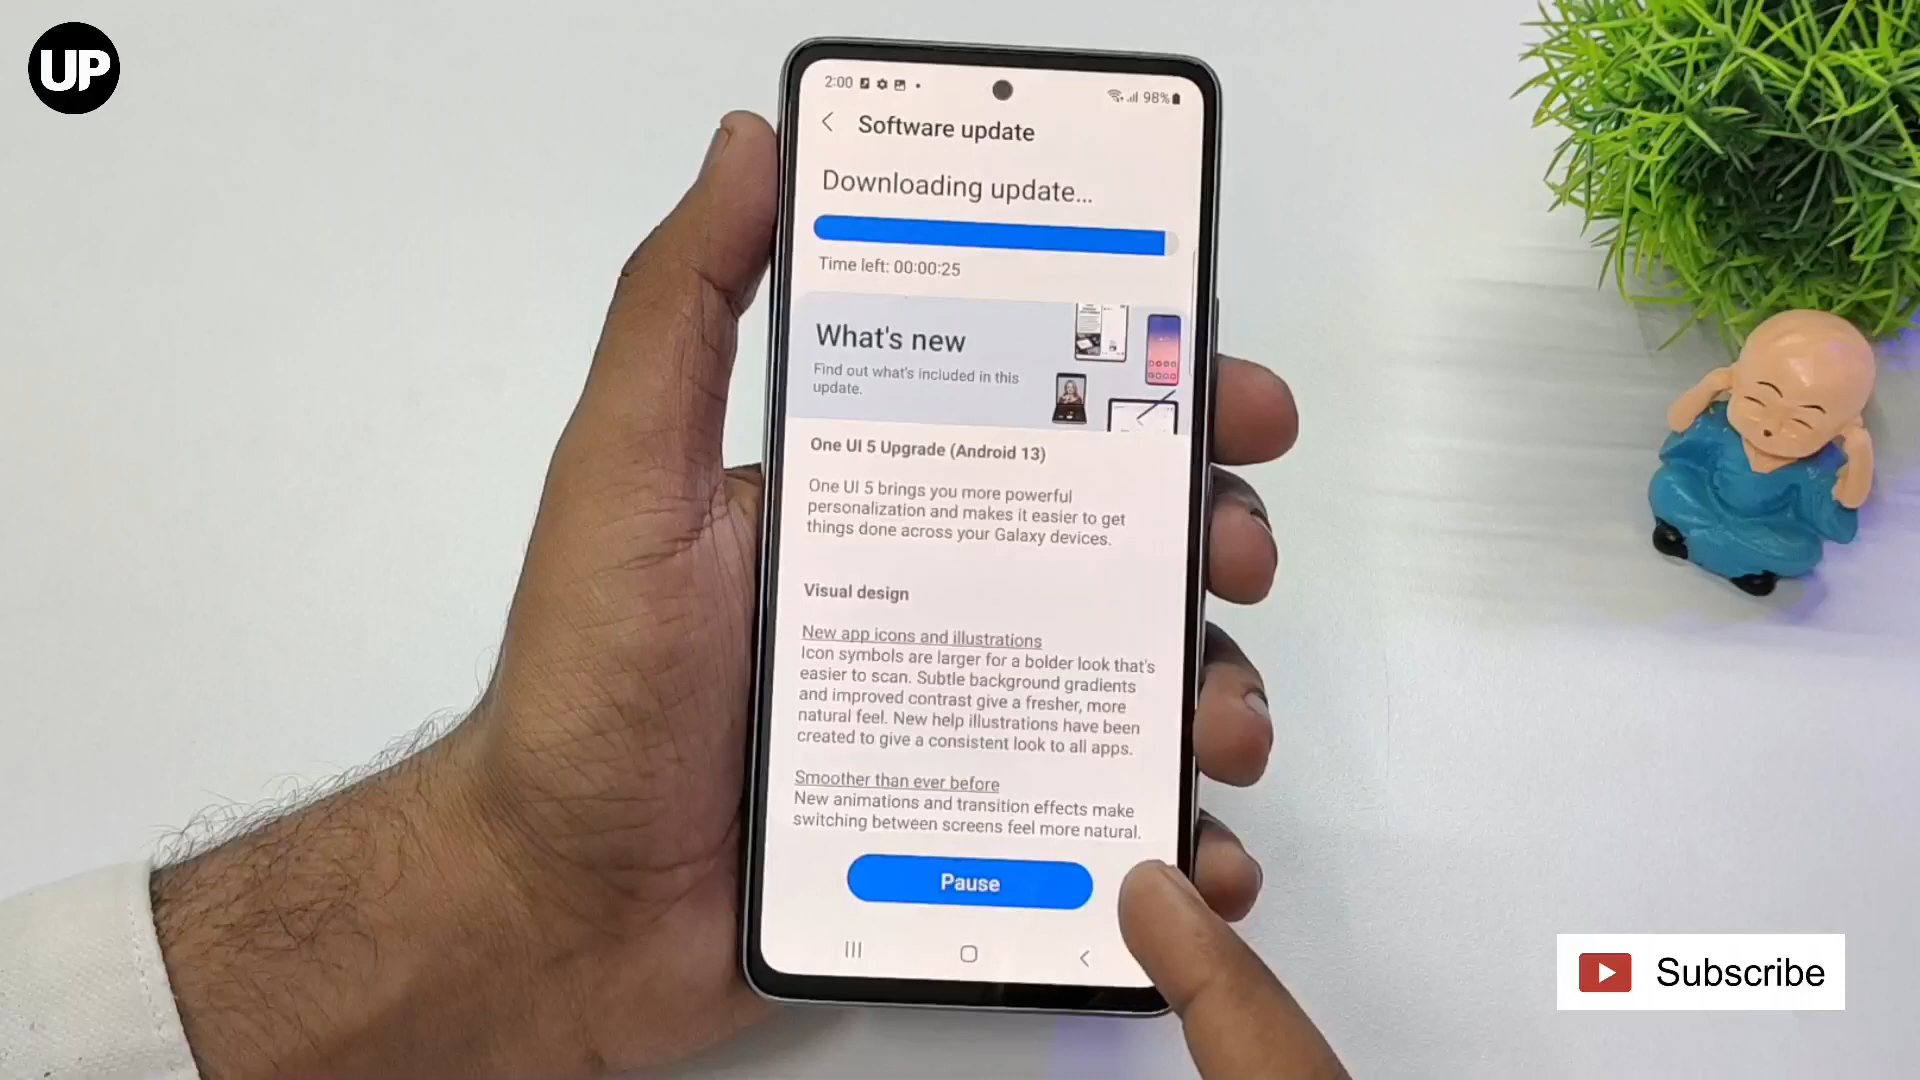 UP
2:00
98%
Software update
Downloading update...
Time left: 00:00:25
What's new
Find out what's included in this
update.
One UI 5 Upgrade (Android 13)
One UI 5 brings you more powerful
personalization and makes it easier to get
things done across your Galaxy devices.
Visual design
New app icons and illustrations
Icon symbols are larger for a bolder look that's
easier to scan. Subtle background gradients
and improved contrast give a fresher, more
natural feel. New help illustrations have been
created to give a consistent look to all apps.
Smoother than ever before
New animations and transition effects make
switching between screens feel more natural.
Pause
Subscribe